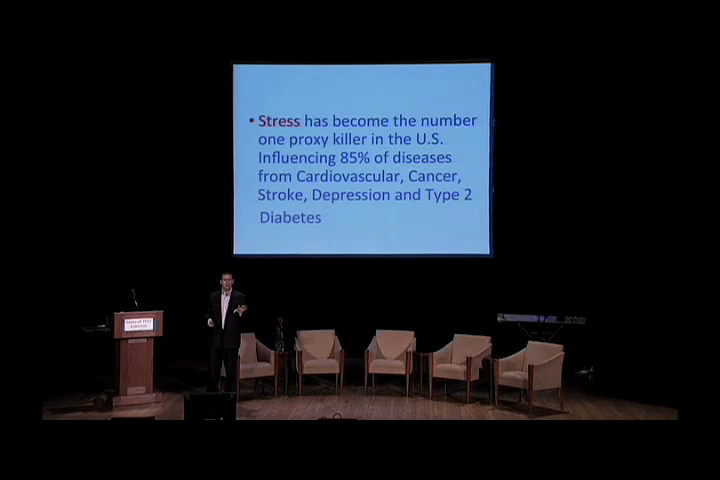 • Stress has become the number
one proxy killer in the U.S.
Influencing 85% of diseases
from Cardiovascular, Cancer,
Stroke, Depression and Type 2
Diabetes